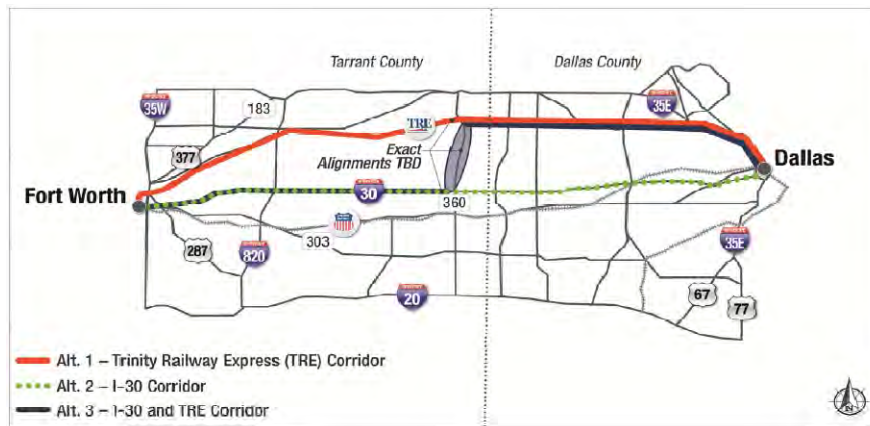 Tarrant County
Dallas County
35W
183
TRE
35E
377
Exact
Alignments TBD
Dallas
Fort Worth
30
360
303
287
820
35E
20
67
77
Alt. 1 – Trinity Railway Express (TRE) Corridor
Alt. 2 – I-30 Corridor
Alt. 3 – I-30 and TRE Corridor